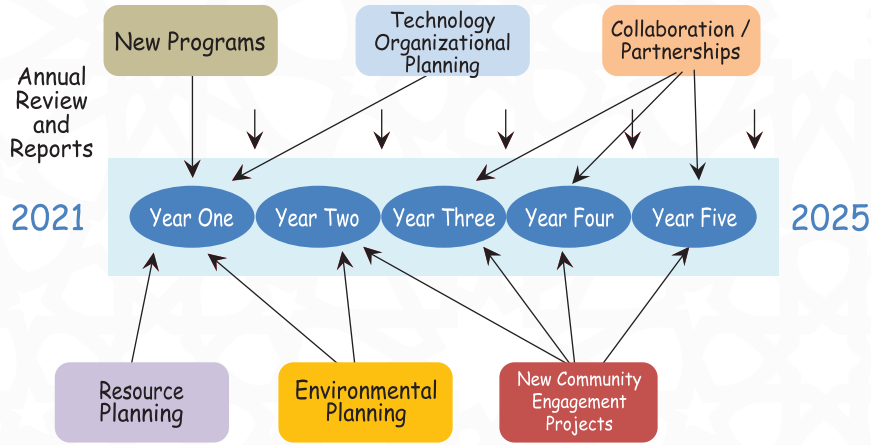 New Programs
Technology
Organizational
Planning
Collaboration /
Partnerships
Annual
Review
and
Reports
2021
Year One
Year Two
Year Three
Year Four
Year Five
2025
Resource
Planning
Environmental
Planning
New Community
Engagement
Projects